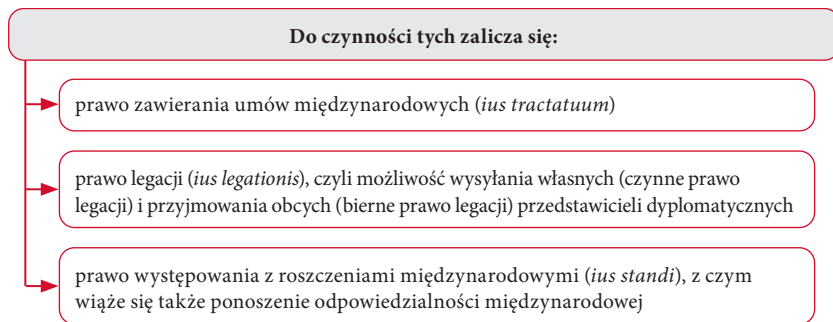 Do czynności tych zalicza się:
prawo zawierania umów międzynarodowych (ius tractatuum)
prawo legacji (ius legationis), czyli możliwość wysyłania własnych (czynne prawo
legacji) i przyjmowania obcych (bierne prawo legacji) przedstawicieli dyplomatycznych
prawo występowania z roszczeniami międzynarodowymi (ius standi), z czym
wiąże się także ponoszenie odpowiedzialności międzynarodowej